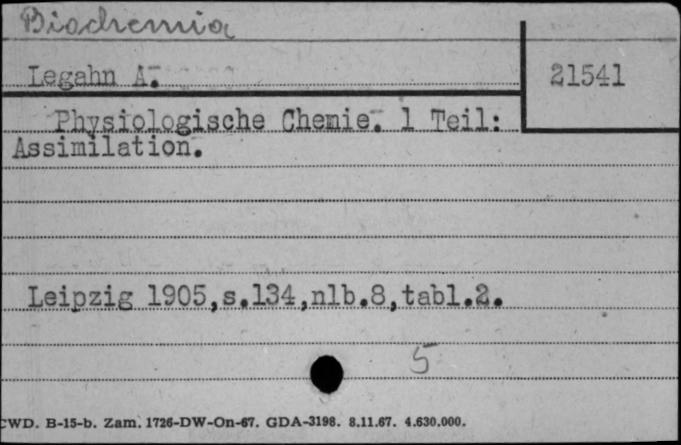 Biochemia
Legahn A.
21541
Physiologische Chemie. 1 Teil:
Assimilation.
Leipzig 1905,s.134,nlb.8,tabl.2.
5
CWD. B-15-b. Zam. 1726-DW-On-67. GDA-3198. 8.11.67. 4.630.000.